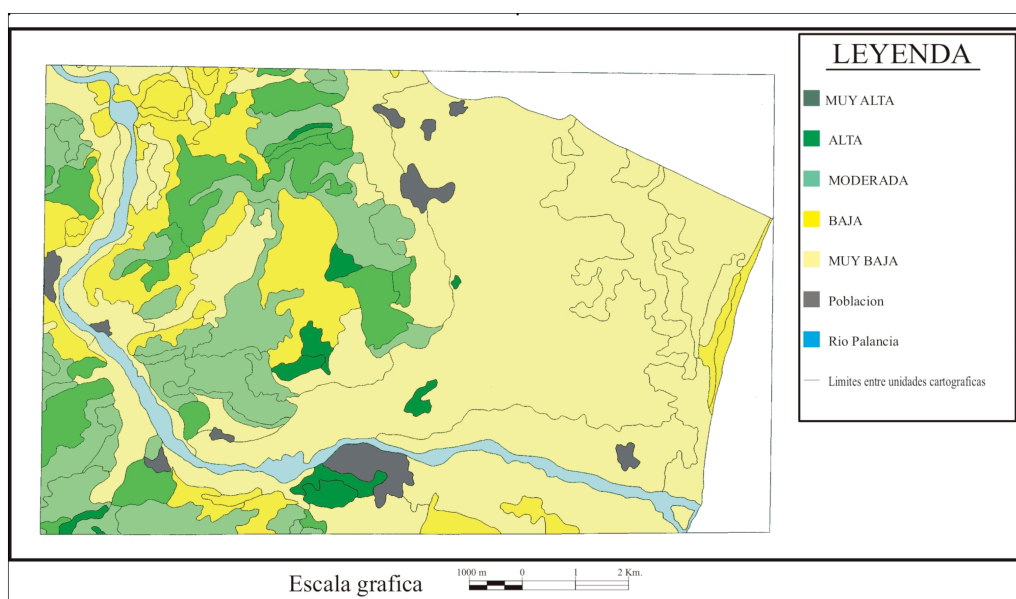 LEYENDA
MUY ALTA
ALTA
MODERADA
BAJA
MUY BAJA
Poblacion
Rio Palancia
Limites entre unidades cartograficas
Escala grafica
1000 m 0 1 2 Km.